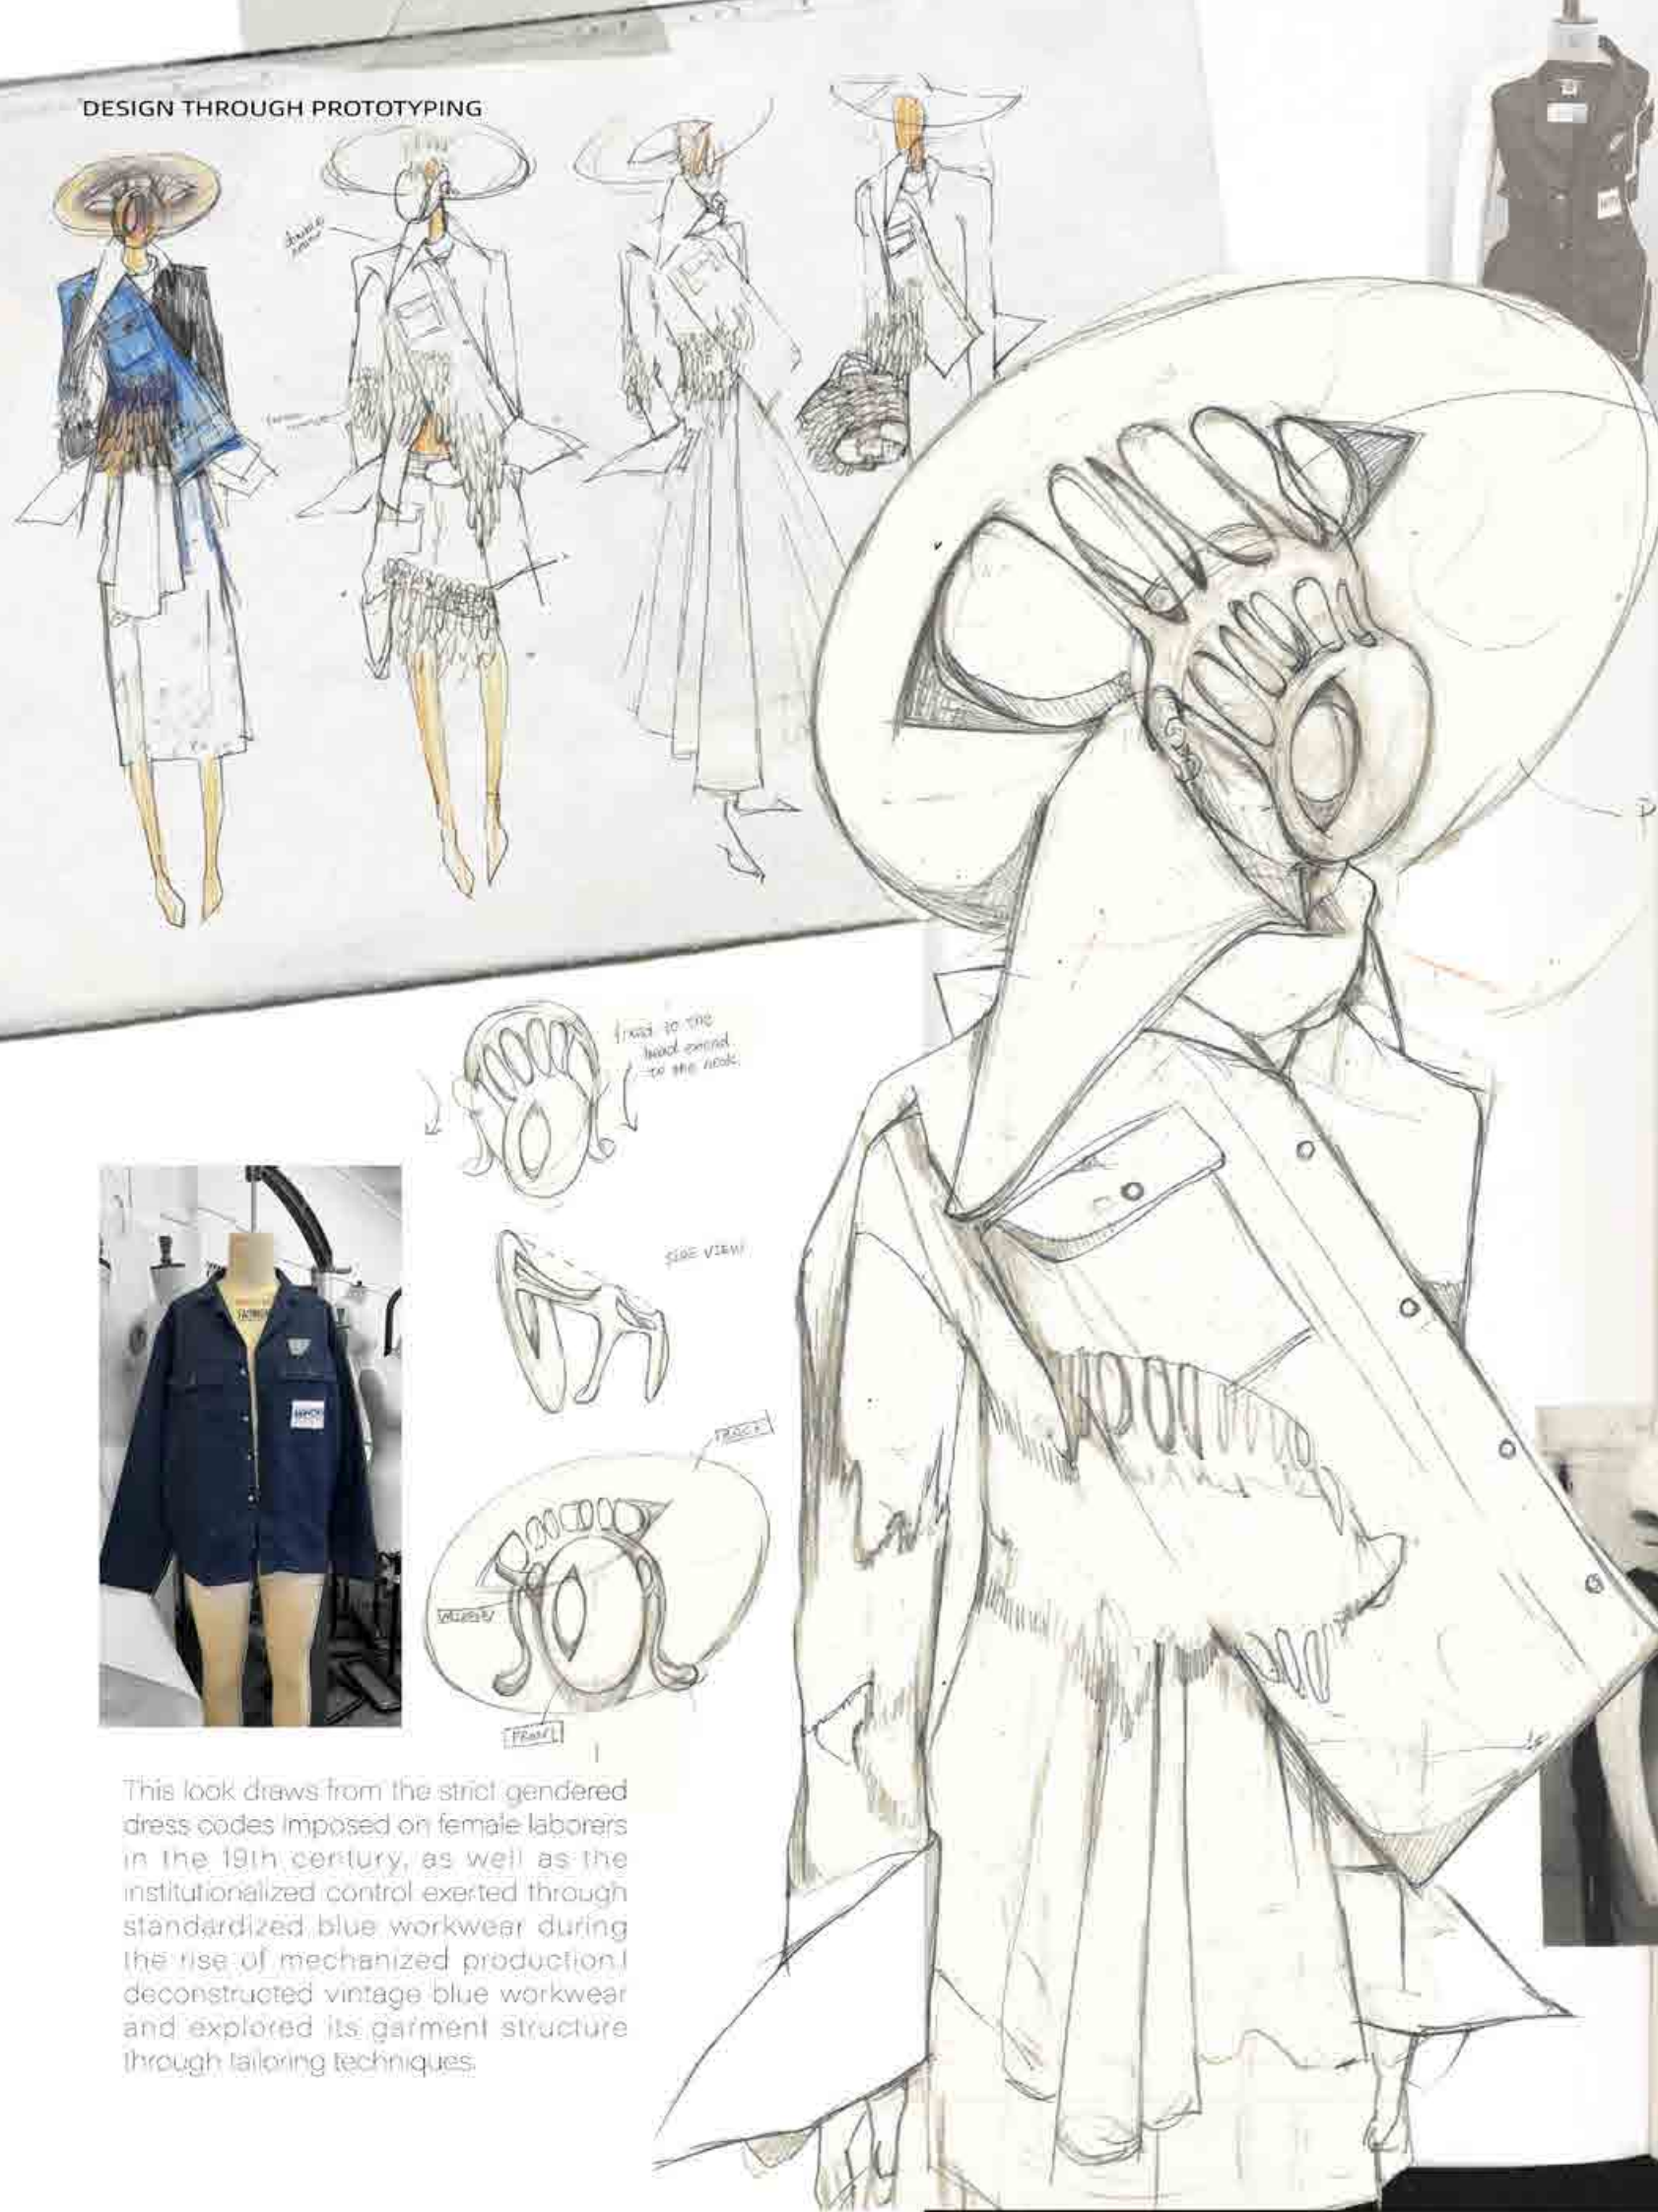 DESIGN THROUGH PROTOTYPING
fixed to the
head extend
to the neck.
SIDE VIEW
BACK
MIRROR
FRONT
This look draws from the strict gendered
dress codes imposed on female laborers
in the 19th century, as well as the
institutionalized control exerted through
standardized blue workwear during
the rise of mechanized production.I
deconstructed vintage blue workwear
and explored its garment structure
through tailoring techniques.